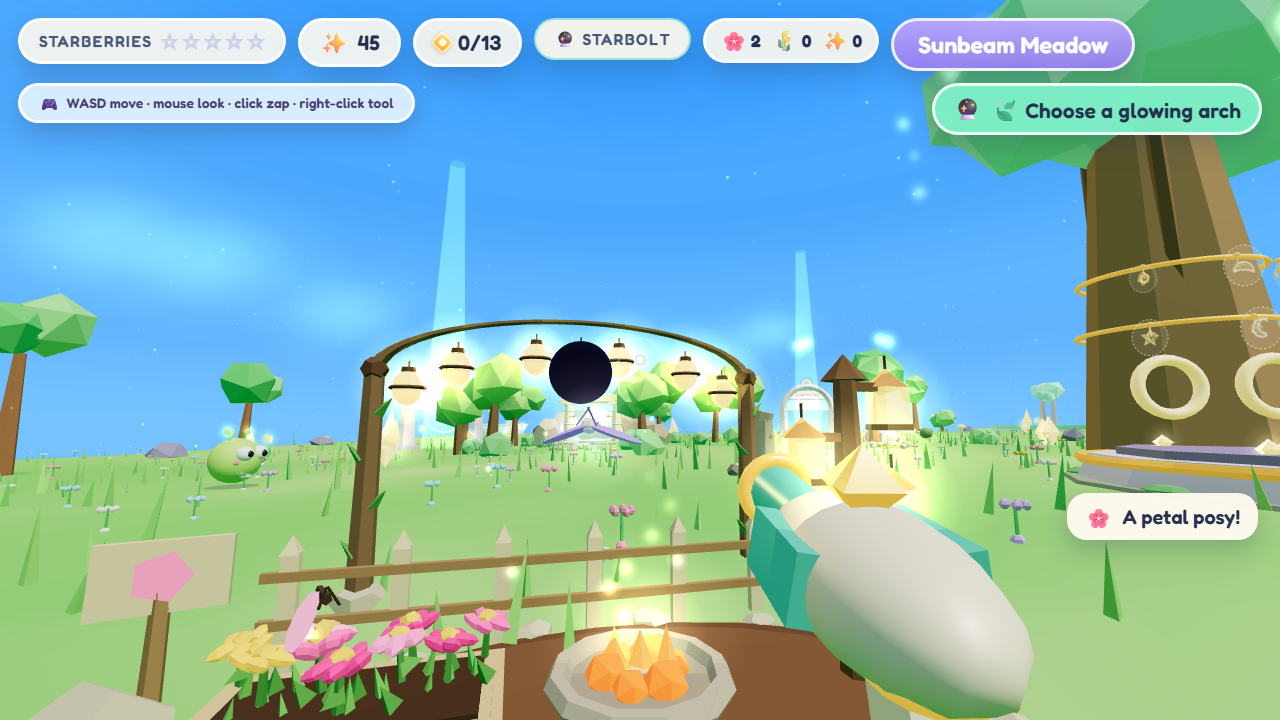 STARBERRIES
45
0/13
STARBOLT
2 0 0
Sunbeam Meadow
WASD move · mouse look · click zap · right-click tool
Choose a glowing arch
A petal posy!